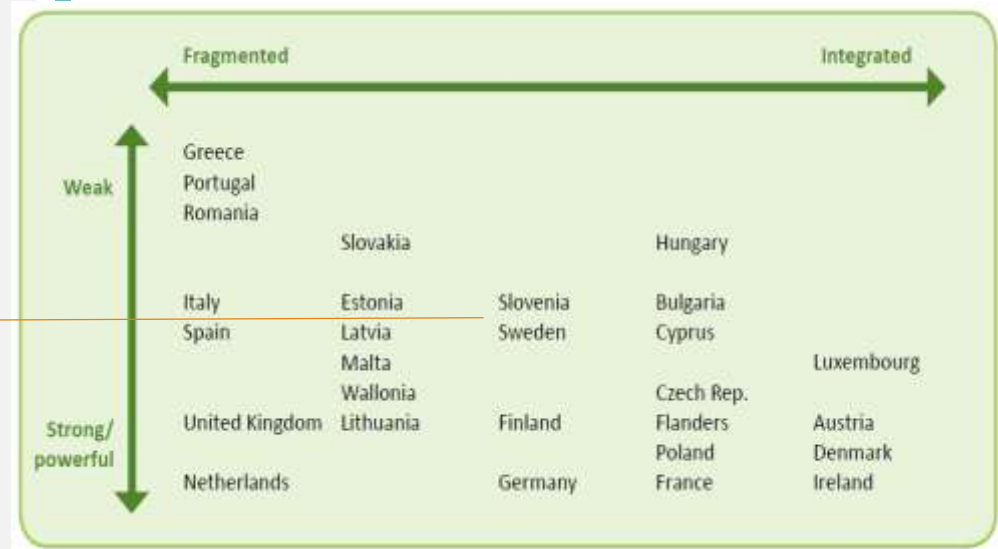 Fragmented Integrated
Weak
Greece
Portugal
Romania
Slovakia Hungary
Italy Estonia Slovenia Bulgaria
Spain Latvia Sweden Cyprus
Malta Luxembourg
Wallonia Czech Rep.
Strong/
powerful
United Kingdom Lithuania Finland Flanders Austria
Poland Denmark
Netherlands Germany France Ireland